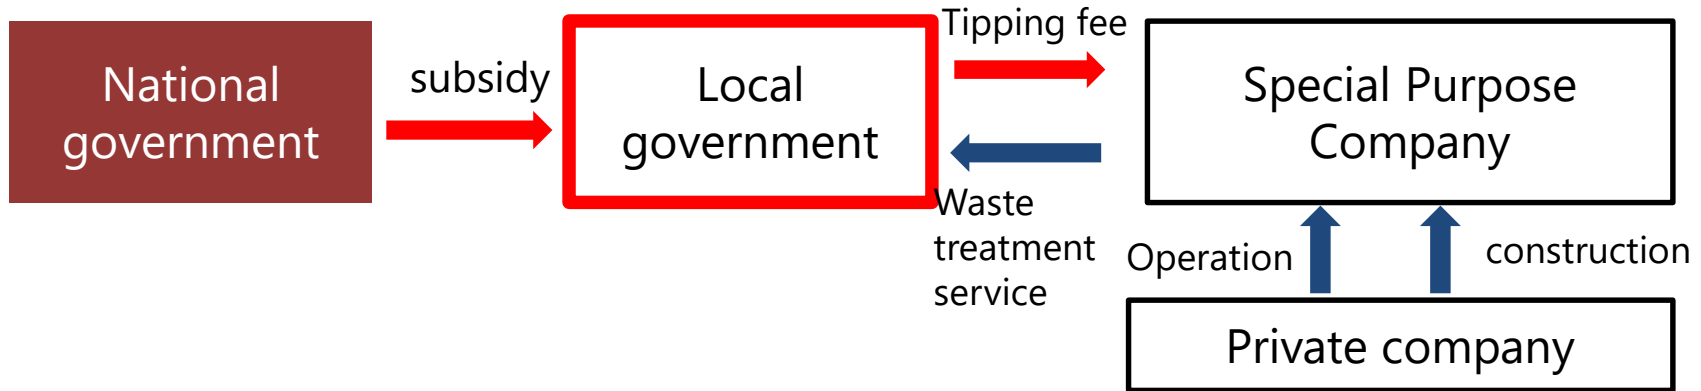 National
government
subsidy
Local
government
Tipping fee
Waste
treatment
service
Special Purpose
Company
Operation
construction
Private company